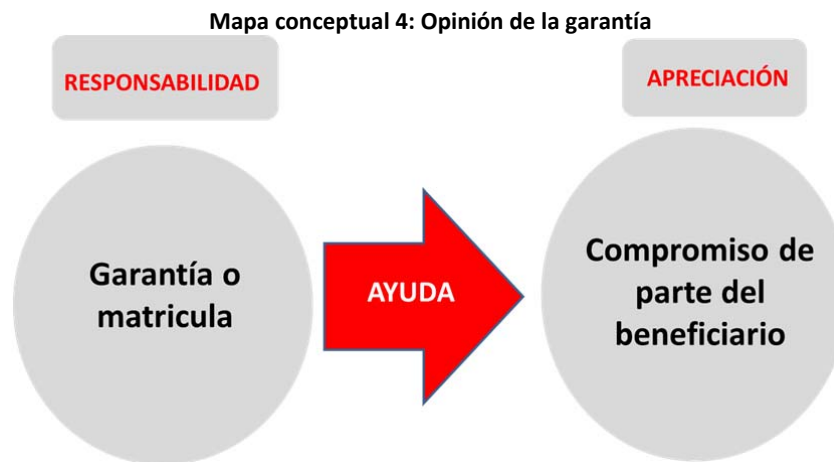 Mapa conceptual 4: Opinión de la garantía
RESPONSABILIDAD
APRECIACIÓN
Garantía o
matricula
AYUDA
Compromiso de
parte del
beneficiario